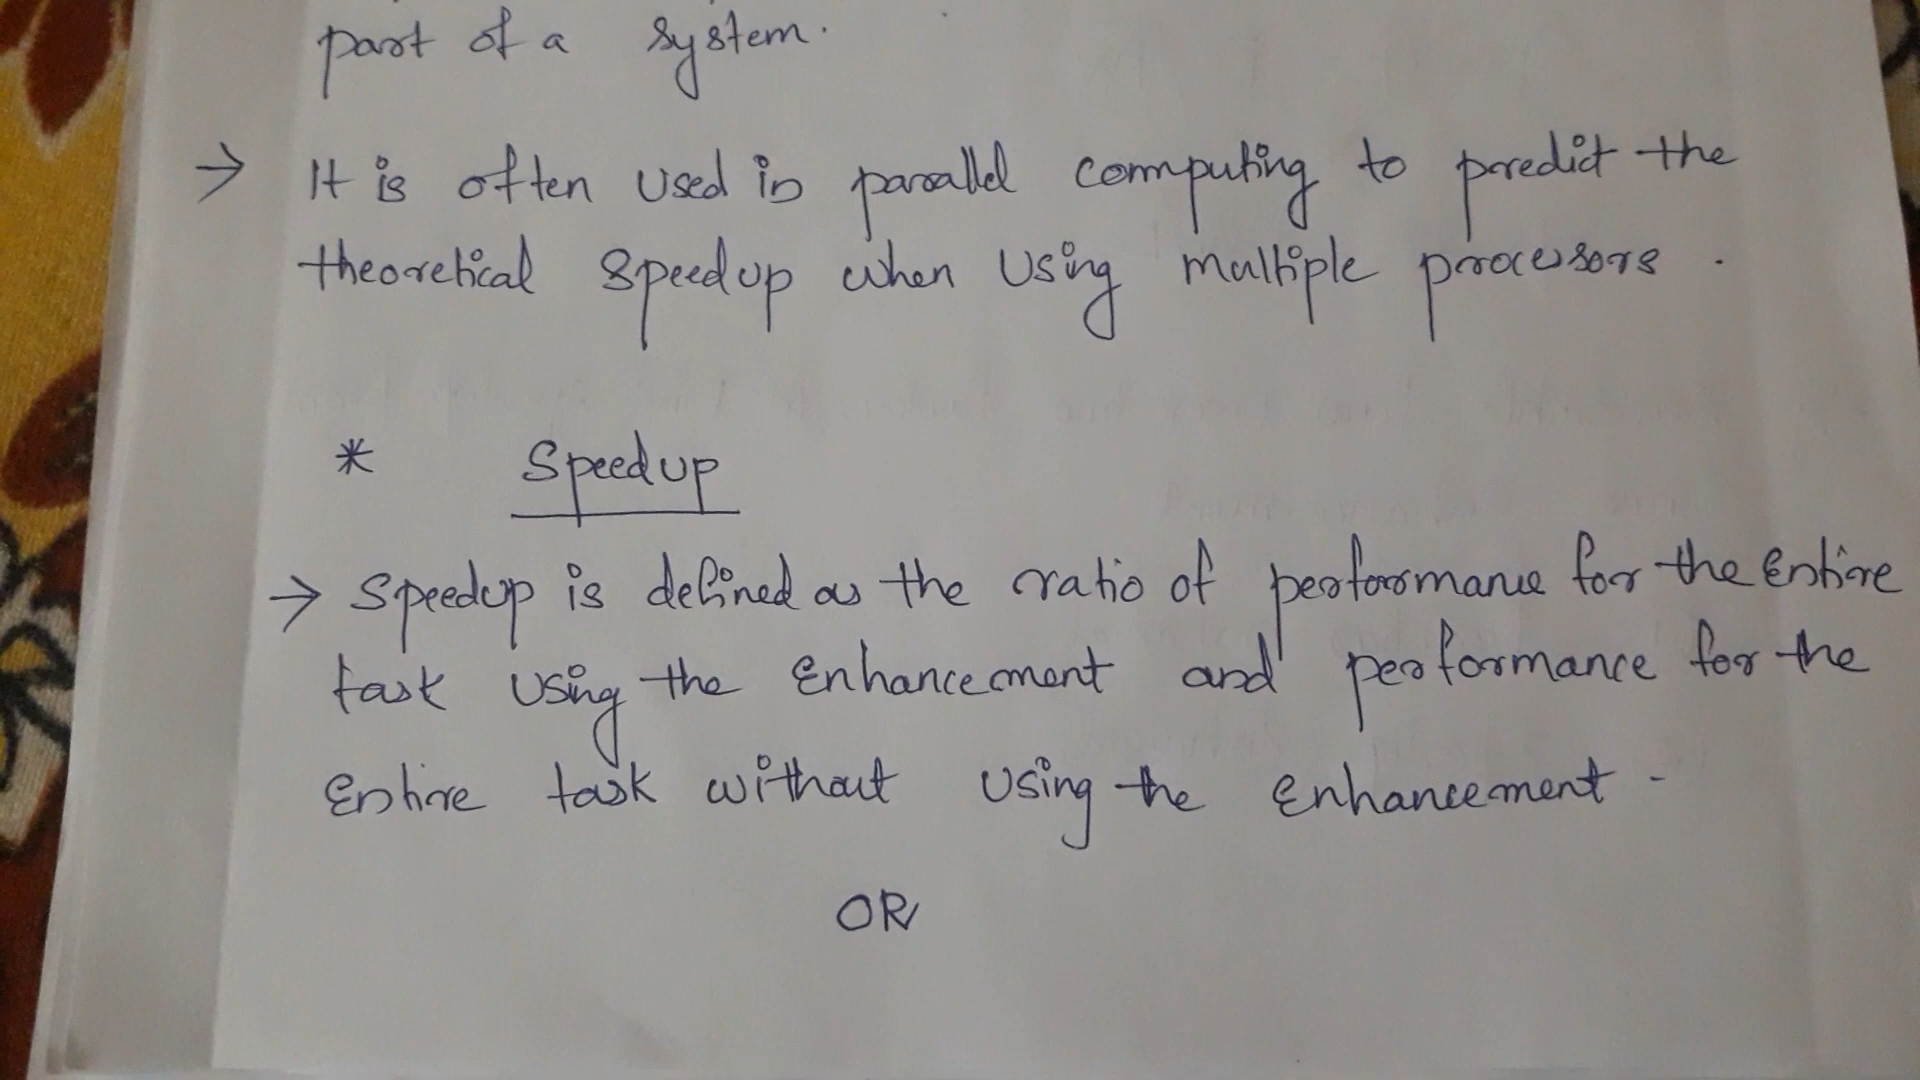 part of a system.
→ It is often used in parallel computing to predict the
theoretical speedup when using multiple processors.
* Speedup
→ Speedup is defined as the ratio of performance for the Entire
task using the Enhancement and performance for the
Entire task without using the Enhancement.
OR